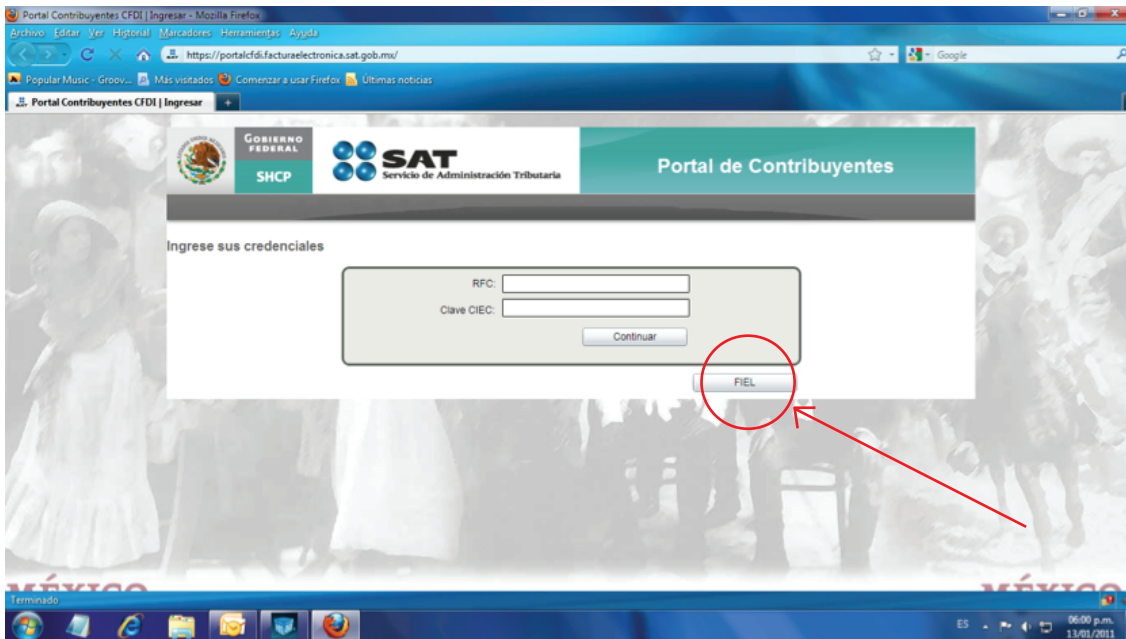 Portal Contribuyentes CFDI | Ingresar - Mozilla Firefox
Archivo Editar Ver Historial Marcadores Herramientas Ayuda
https://portalcfdi.facturaelectronica.sat.gob.mx/
Google
Popular Music - Groov... Más visitados Comenzar a usar Firefox Últimas noticias
Portal Contribuyentes CFDI | Ingresar
GOBIERNO
FEDERAL
SHCP
SAT
Servicio de Administración Tributaria
Portal de Contribuyentes
Ingrese sus credenciales
RFC:
Clave CIEC:
Continuar
FIEL
MÉXICO MÉXICO
Terminado
ES
06:00 p.m.
13/01/2011